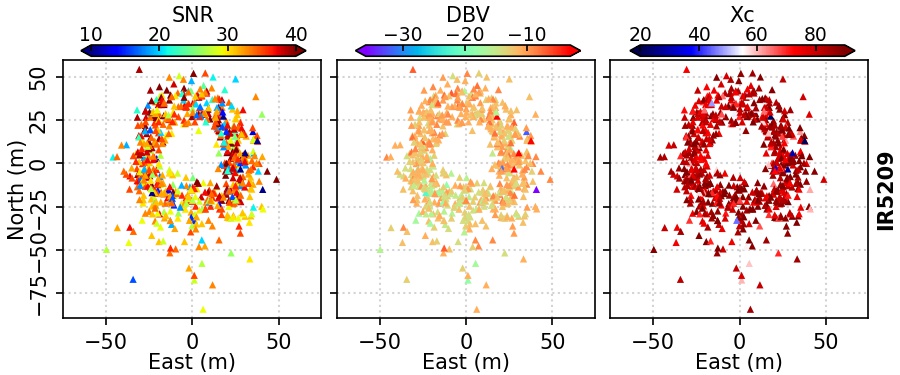 SNR DBV Xc
10 20 30 40 −30 −20 −10 20 40 60 80
50
25
0
−25
−50
−75
North (m)
IR5209
−50 0 50 −50 0 50 −50 0 50
East (m) East (m) East (m)